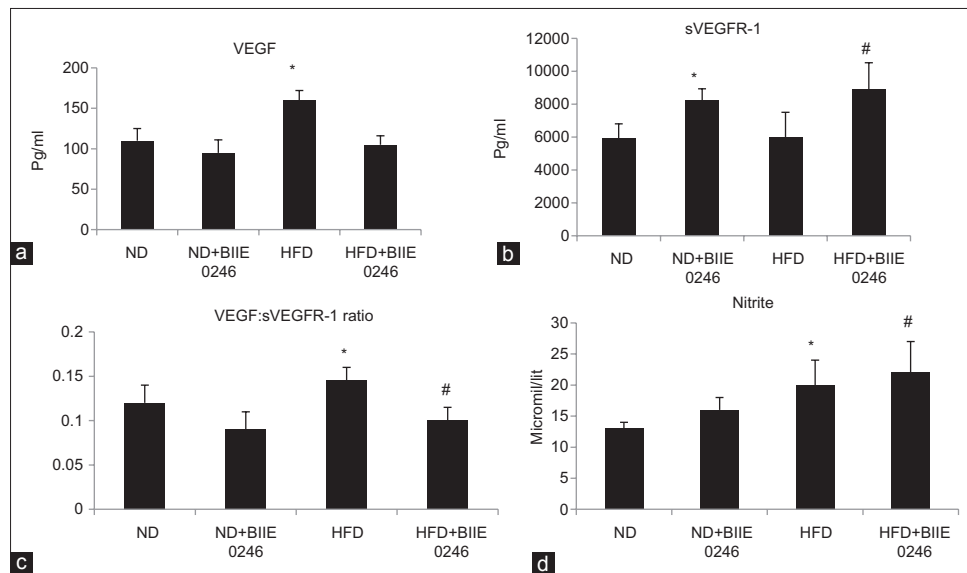 VEGF
*
200
150
100
50
0
Pg/ml
ND
ND+BIIE
0246
HFD
HFD+BIIE
0246
a
sVEGFR-1
#
*
12000
10000
8000
6000
4000
2000
0
Pg/ml
ND
ND+BIIE
0246
HFD
HFD+BIIE
0246
b
VEGF:sVEGFR-1 ratio
*
#
0.2
0.15
0.1
0.05
0
ND
ND+BIIE
0246
HFD
HFD+BIIE
0246
c
Nitrite
#
*
30
25
20
15
10
5
0
Micromil/lit
ND
ND+BIIE
0246
HFD
HFD+BIIE
0246
d